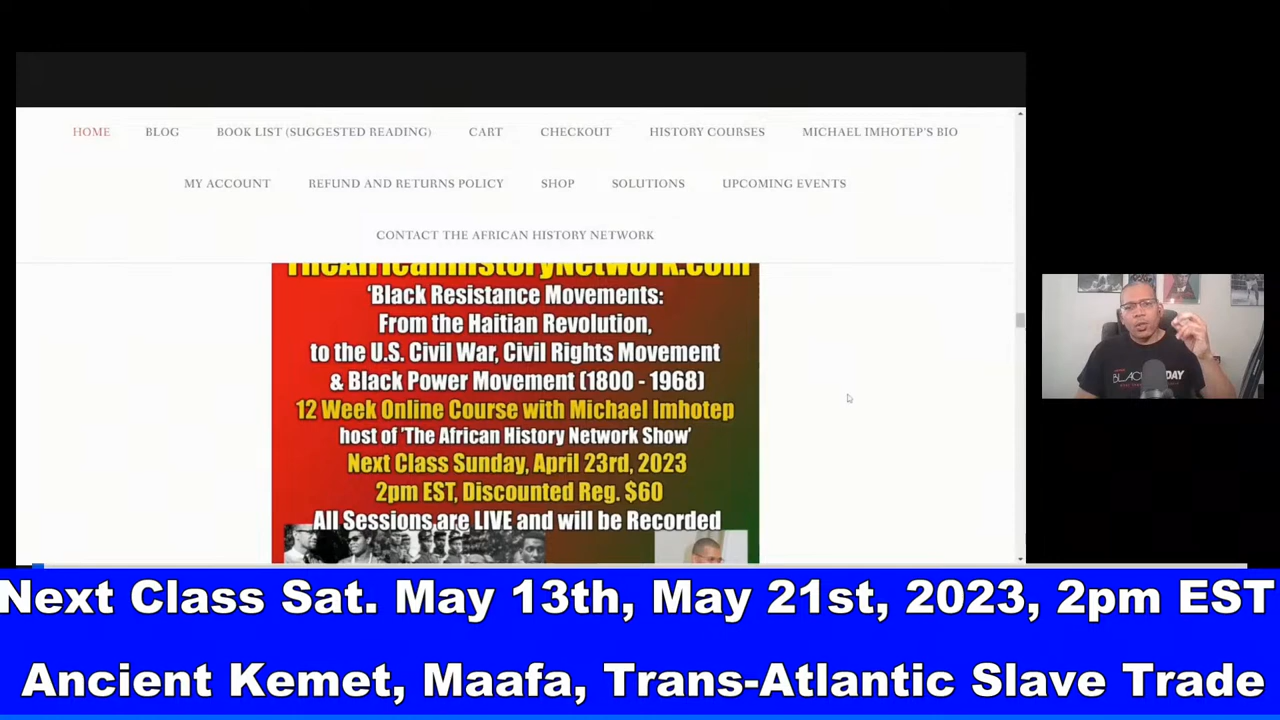 HOME BLOG BOOK LIST (SUGGESTED READING) CART CHECKOUT HISTORY COURSES MICHAEL IMHOTEP'S BIO
MY ACCOUNT REFUND AND RETURNS POLICY SHOP SOLUTIONS UPCOMING EVENTS
CONTACT THE AFRICAN HISTORY NETWORK
TheAfricanHistoryNetwork.com
'Black Resistance Movements:
From the Haitian Revolution,
to the U.S. Civil War, Civil Rights Movement
& Black Power Movement (1800 - 1968)
12 Week Online Course with Michael Imhotep
host of 'The African History Network Show'
Next Class Sunday, April 23rd, 2023
2pm EST, Discounted Reg. $60
All Sessions are LIVE and will be Recorded
Next Class Sat. May 13th, May 21st, 2023, 2pm EST
Ancient Kemet, Maafa, Trans-Atlantic Slave Trade